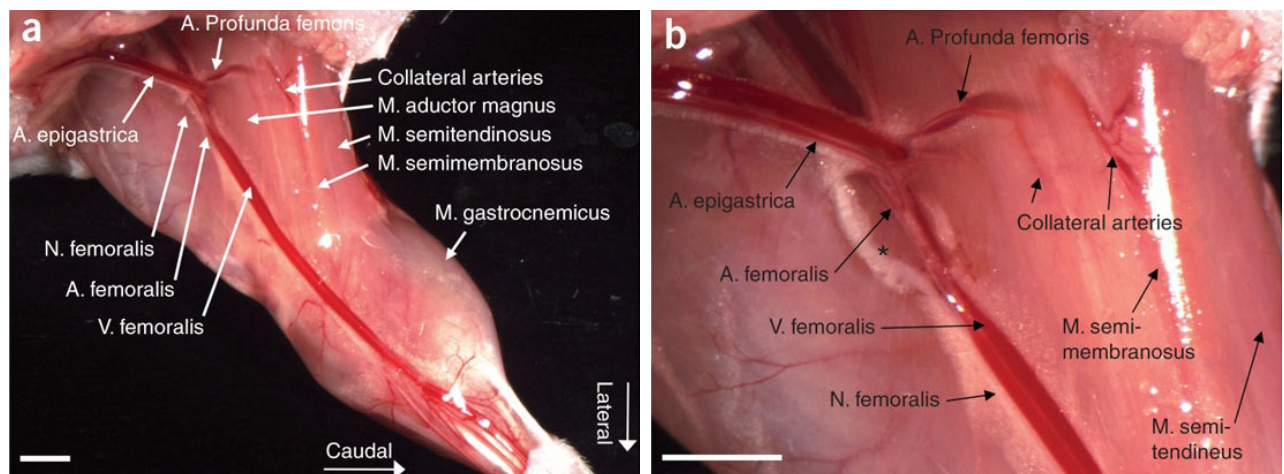 a
A. Profunda femoris
Collateral arteries
M. aductor magnus
M. semitendinosus
M. semimembranosus
A. epigastrica
M. gastrocnemicus
N. femoralis
A. femoralis
V. femoralis
Caudal
Lateral
b
A. Profunda femoris
A. epigastrica
Collateral arteries
*
A. femoralis
V. femoralis
M. semi-
membranosus
N. femoralis
M. semi-
tendineus